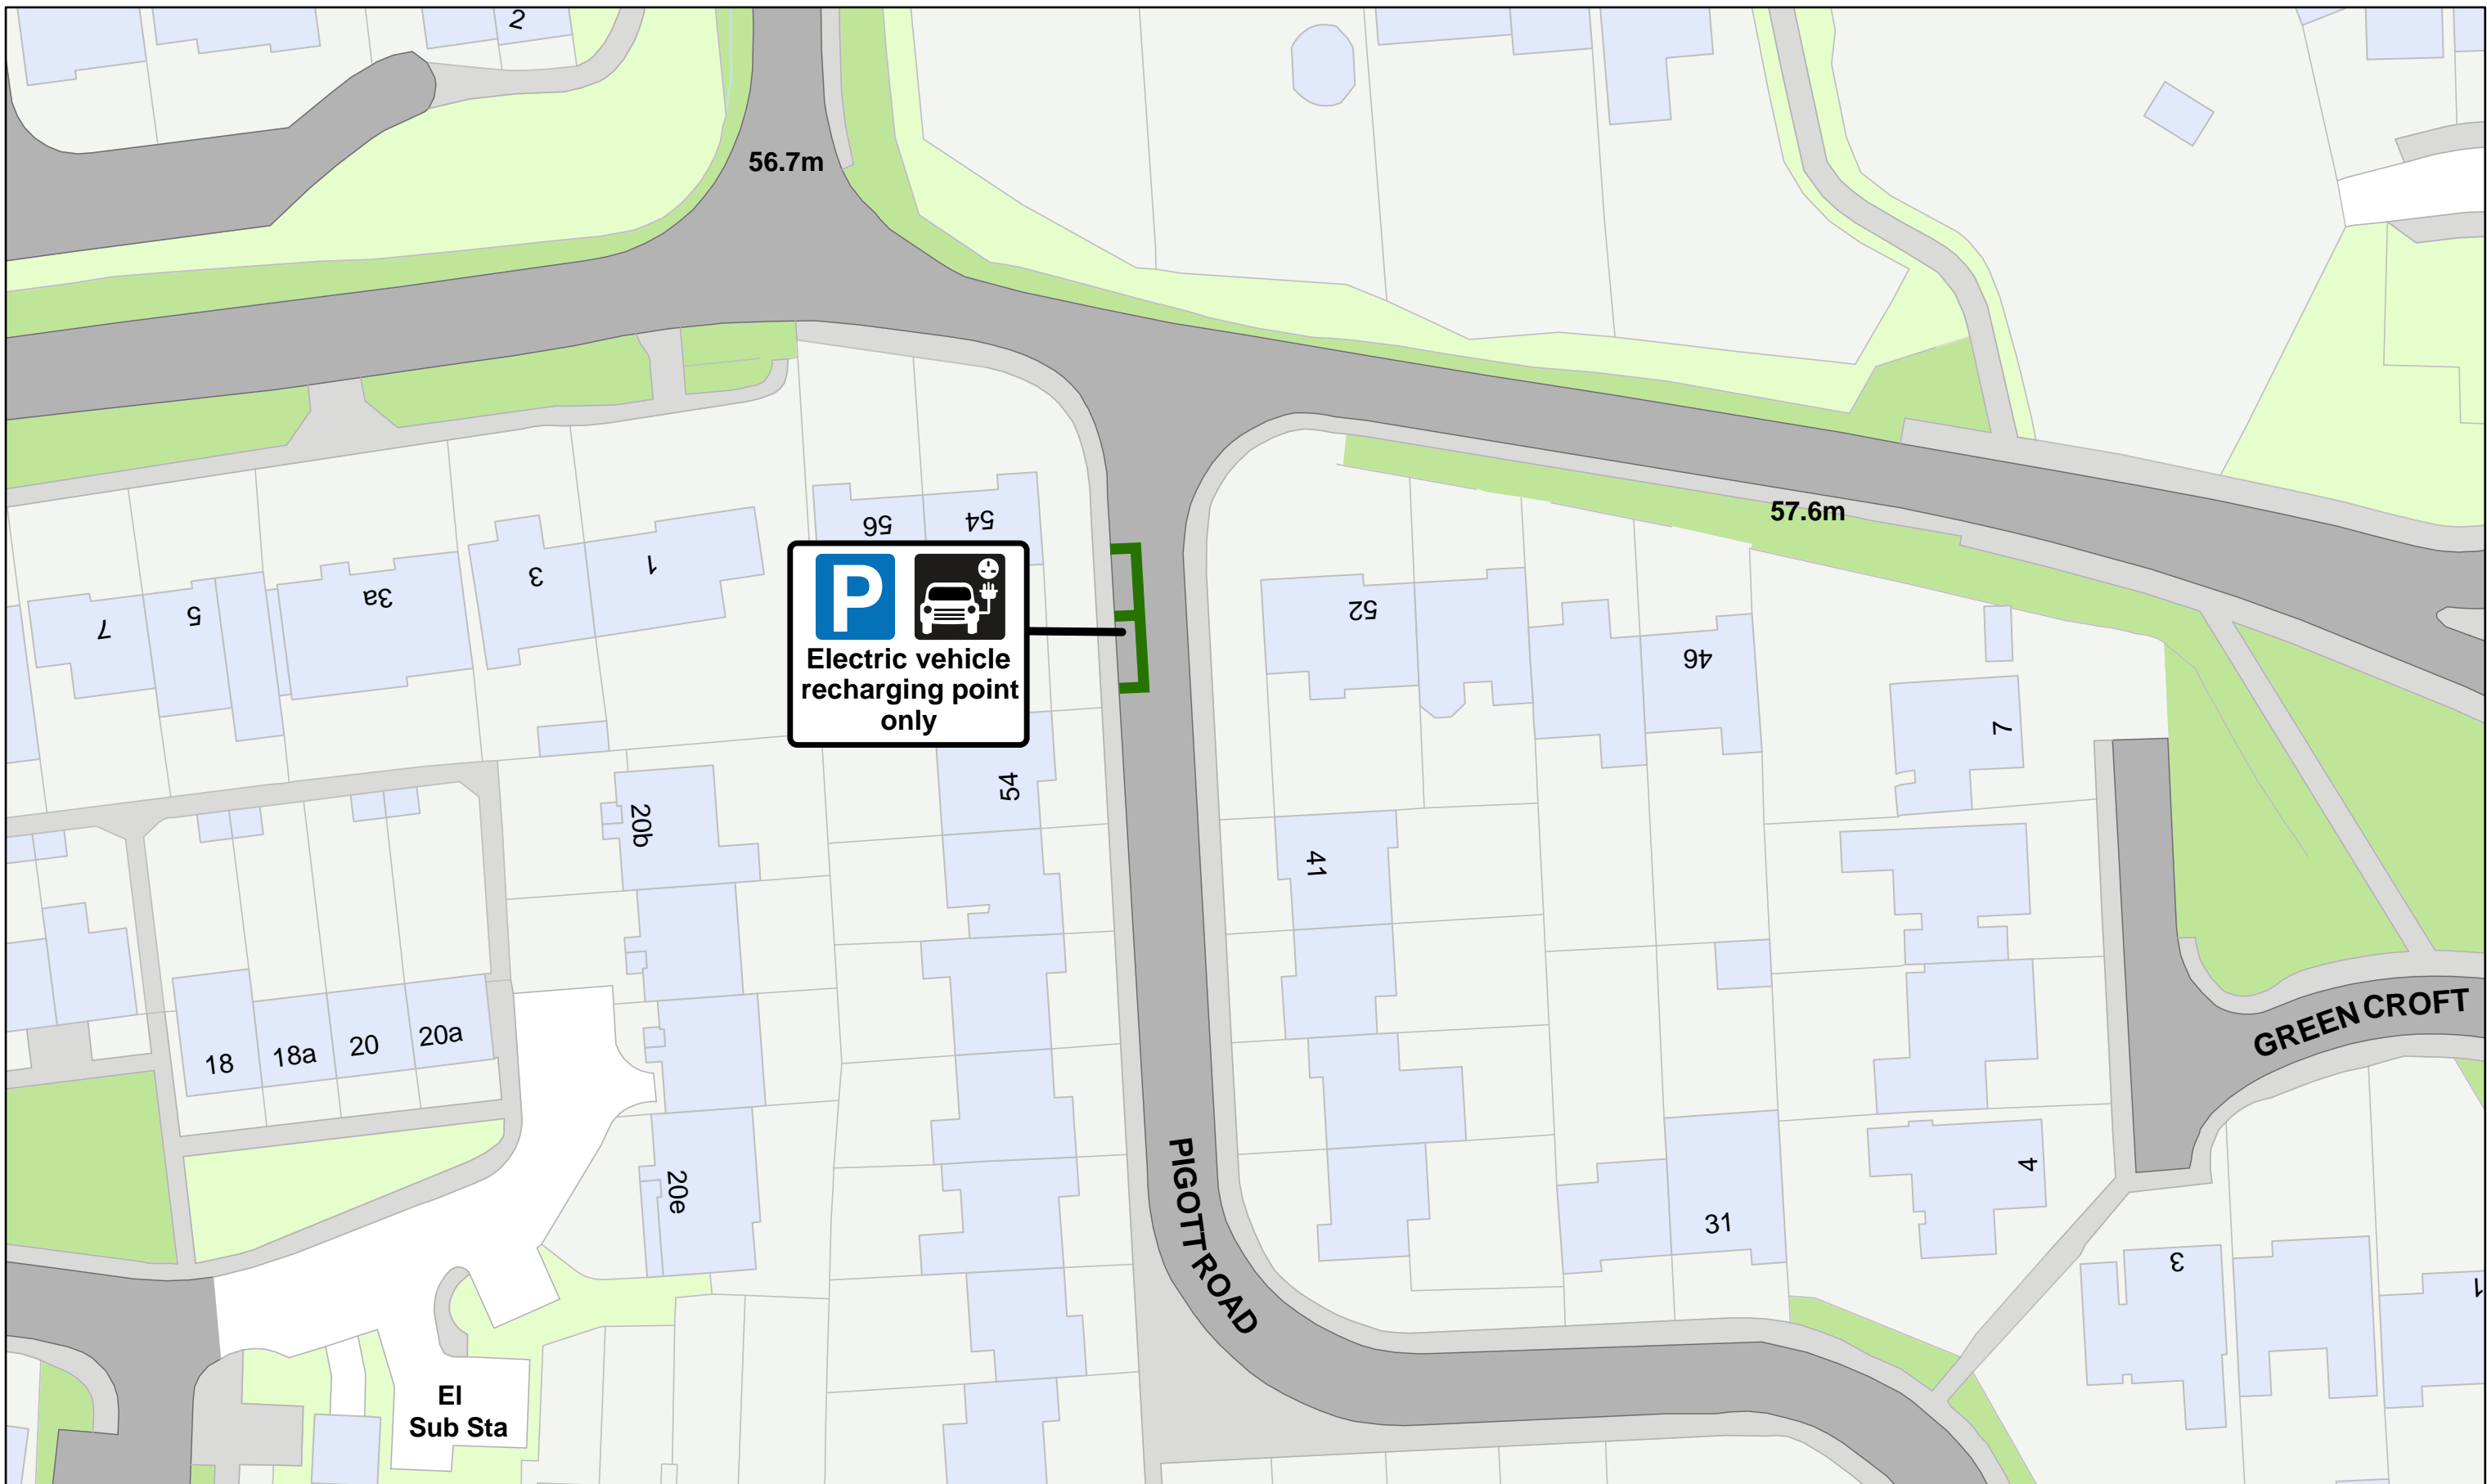 2
56.7m
57.6m
56
54
1
3
3a
5
7
P
Electric vehicle
recharging point
only
52
46
7
54
20b
41
18
18a
20
20a
GREEN CROFT
20e
PIGOTT ROAD
31
4
3
1
El
Sub Sta